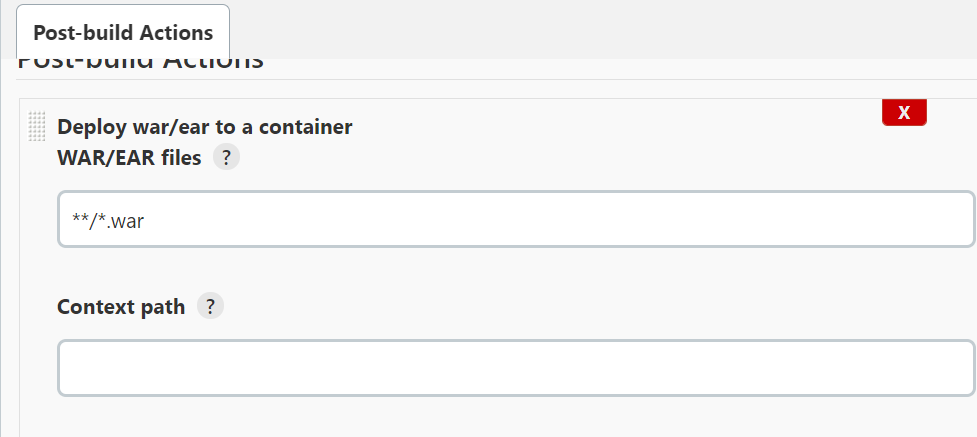 Post-build Actions
Post-build Actions
Deploy war/ear to a container
X
WAR/EAR files ?
**/*.war
Context path ?